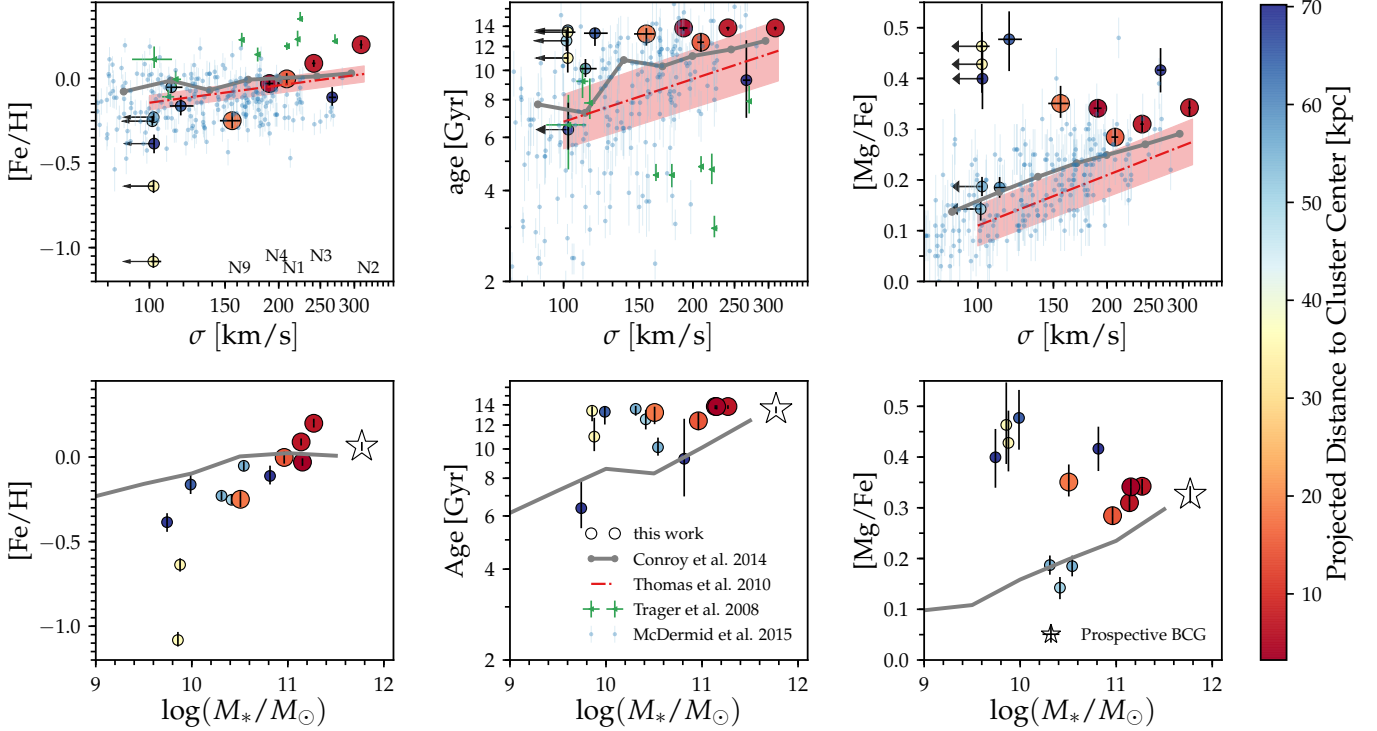 0.0
−0.5
−1.0
[Fe/H]
N9
N4
N1
N3
N2
100
150
200
250
300
σ [km/s]
14
12
10
8
6
4
2
age [Gyr]
100
150
200
250
300
σ [km/s]
0.5
0.4
0.3
0.2
0.1
0.0
[Mg/Fe]
100
150
200
250
300
σ [km/s]
0.0
−0.5
−1.0
[Fe/H]
9
10
11
12
log(M*/M⊙)
14
12
10
8
6
4
2
Age [Gyr]
this work
Conroy et al. 2014
Thomas et al. 2010
Trager et al. 2008
McDermid et al. 2015
9
10
11
12
log(M*/M⊙)
0.5
0.4
0.3
0.2
0.1
0.0
[Mg/Fe]
Prospective BCG
9
10
11
12
log(M*/M⊙)
70
60
50
40
30
20
10
Projected Distance to Cluster Center [kpc]